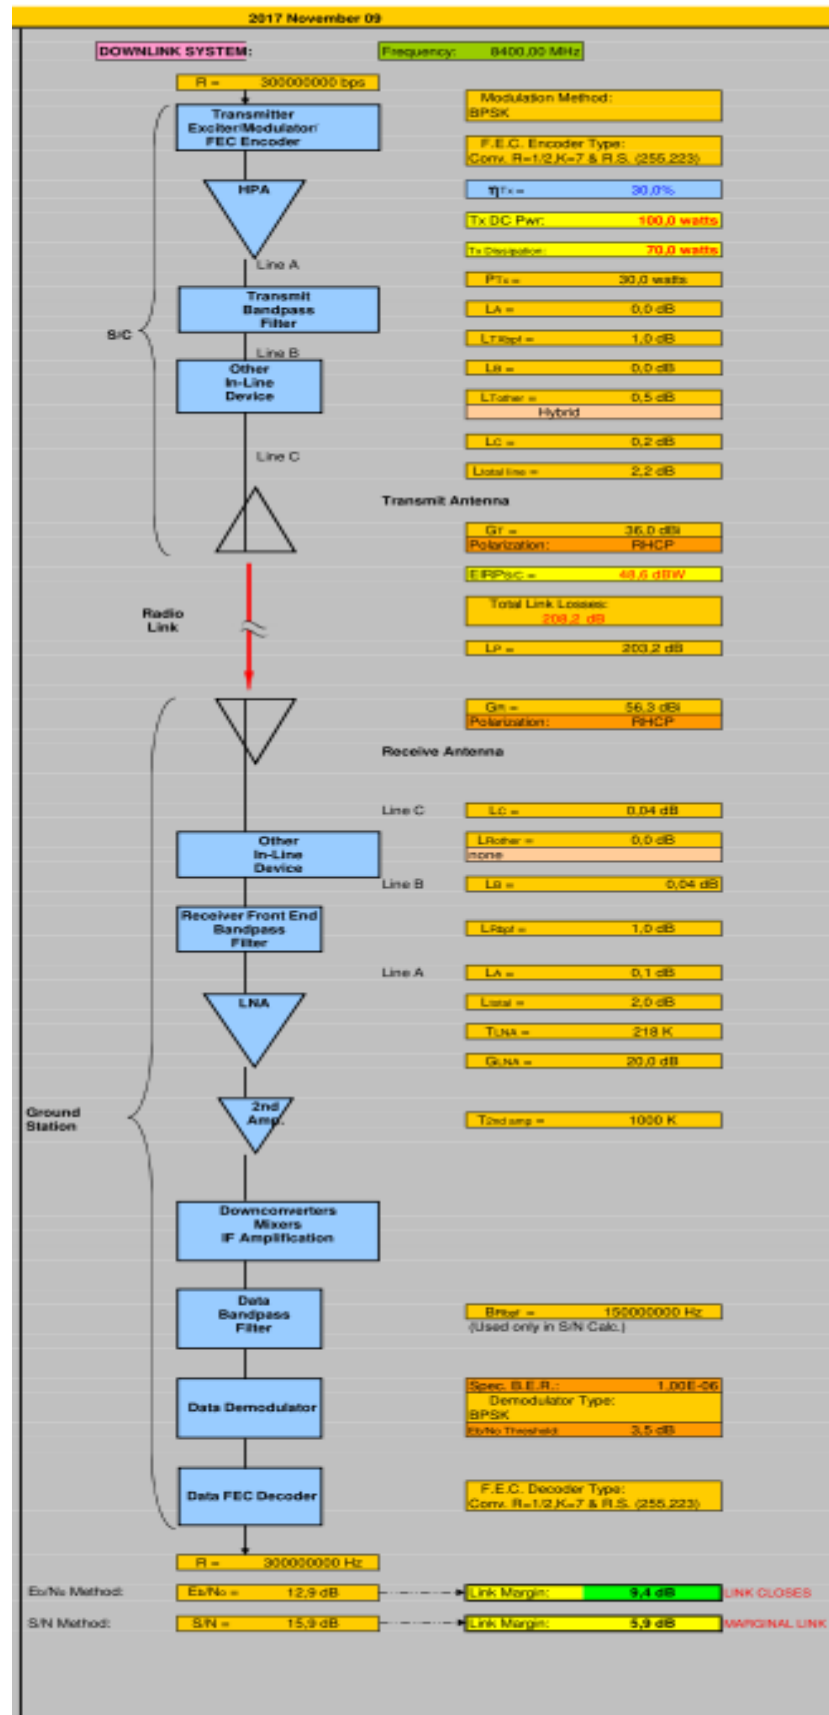 2017 November 09
DOWNLINK SYSTEM: Frequency: 8400,00 MHz
R = 300000000 bps
Transmitter
Exciter/Modulator/
FEC Encoder
Modulation Method:
BPSK
F.E.C. Encoder Type:
Conv. R=1/2,K=7 & R.S. (255,223)
HPA
ηTx = 30,0%
Tx DC Pwr: 100,0 watts
Tx Dissipation: 70,0 watts
Line A
PTx = 30,0 watts
Transmit
Bandpass
Filter
LA = 0,0 dB
S/C
LTXbpf = 1,0 dB
Line B
LB = 0,0 dB
Other
In-Line
Device
LTother = 0,5 dB
Hybrid
LC = 0,2 dB
Line C
Ltotal line = 2,2 dB
Transmit Antenna
GT = 36,0 dBi
Polarization: RHCP
EIRPS/C = 48,6 dBW
Radio
Link
Total Link Losses:
208,2 dB
LP = 203,2 dB
GR = 56,3 dBi
Polarization: RHCP
Receive Antenna
Line C LC = 0,04 dB
Other
In-Line
Device
LRother = 0,0 dB
none
Line B LB = 0,04 dB
Receiver Front End
Bandpass
Filter
LRbpf = 1,0 dB
Line A LA = 0,1 dB
LNA
Ltotal = 2,0 dB
TLNA = 218 K
GLNA = 20,0 dB
Ground
Station
2nd
Amp.
T2nd amp = 1000 K
Downconverters
Mixers
IF Amplification
Data
Bandpass
Filter
BRbpf = 150000000 Hz
(Used only in S/N Calc.)
Data Demodulator
Spec. B.E.R.: 1,00E-06
Demodulator Type:
BPSK
Eb/No Threshold: 3,5 dB
Data FEC Decoder
F.E.C. Decoder Type:
Conv. R=1/2,K=7 & R.S. (255,223)
R = 300000000 Hz
Eb/No Method: Eb/No = 12,9 dB Link Margin: 9,4 dB LINK CLOSES
S/N Method: S/N = 15,9 dB Link Margin: 5,9 dB MARGINAL LINK